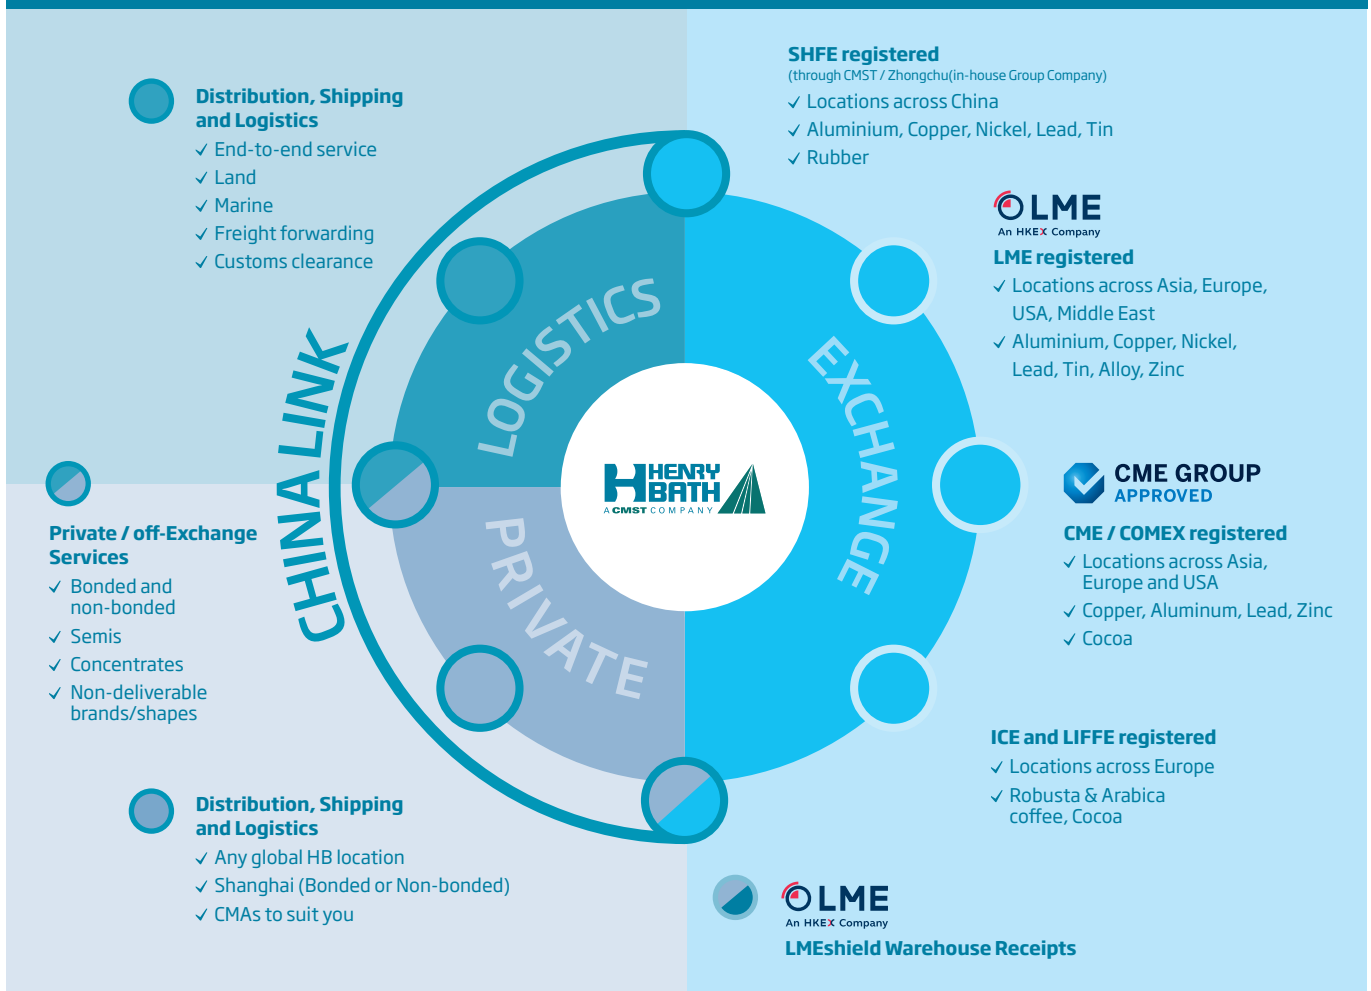 Distribution, Shipping
and Logistics
✓ End-to-end service
✓ Land
✓ Marine
✓ Freight forwarding
✓ Customs clearance
SHFE registered
(through CMST / Zhongchu(in-house Group Company)
✓ Locations across China
✓ Aluminium, Copper, Nickel, Lead, Tin
✓ Rubber
LME
An HKEX Company
LME registered
✓ Locations across Asia, Europe,
USA, Middle East
✓ Aluminium, Copper, Nickel,
Lead, Tin, Alloy, Zinc
CHINA LINK
LOGISTICS
EXCHANGE
PRIVATE
HENRY
BATH
A CMST COMPANY
CME GROUP
APPROVED
CME / COMEX registered
✓ Locations across Asia,
Europe and USA
✓ Copper, Aluminum, Lead, Zinc
✓ Cocoa
Private / off-Exchange
Services
✓ Bonded and
non-bonded
✓ Semis
✓ Concentrates
✓ Non-deliverable
brands/shapes
ICE and LIFFE registered
✓ Locations across Europe
✓ Robusta & Arabica
coffee, Cocoa
Distribution, Shipping
and Logistics
✓ Any global HB location
✓ Shanghai (Bonded or Non-bonded)
✓ CMAs to suit you
LME
An HKEX Company
LMEshield Warehouse Receipts